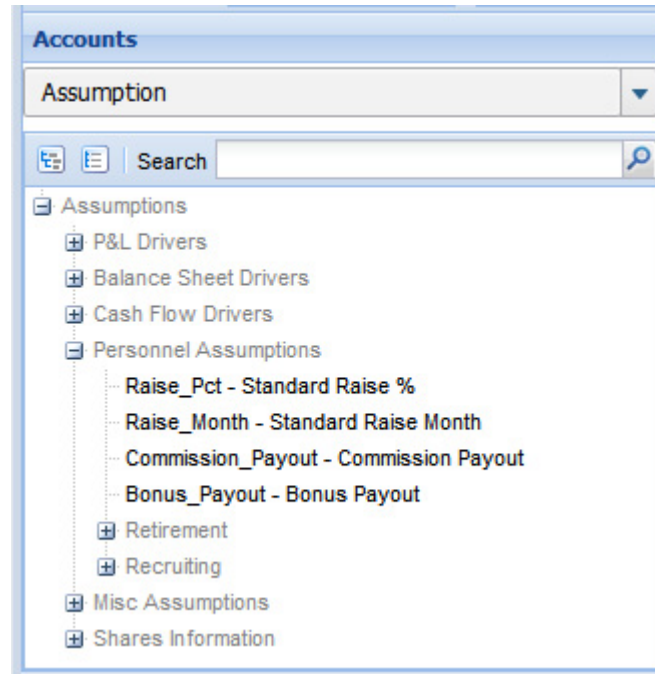 Accounts
Assumption
Search
Assumptions
P&L Drivers
Balance Sheet Drivers
Cash Flow Drivers
Personnel Assumptions
Raise_Pct - Standard Raise %
Raise_Month - Standard Raise Month
Commission_Payout - Commission Payout
Bonus_Payout - Bonus Payout
Retirement
Recruiting
Misc Assumptions
Shares Information